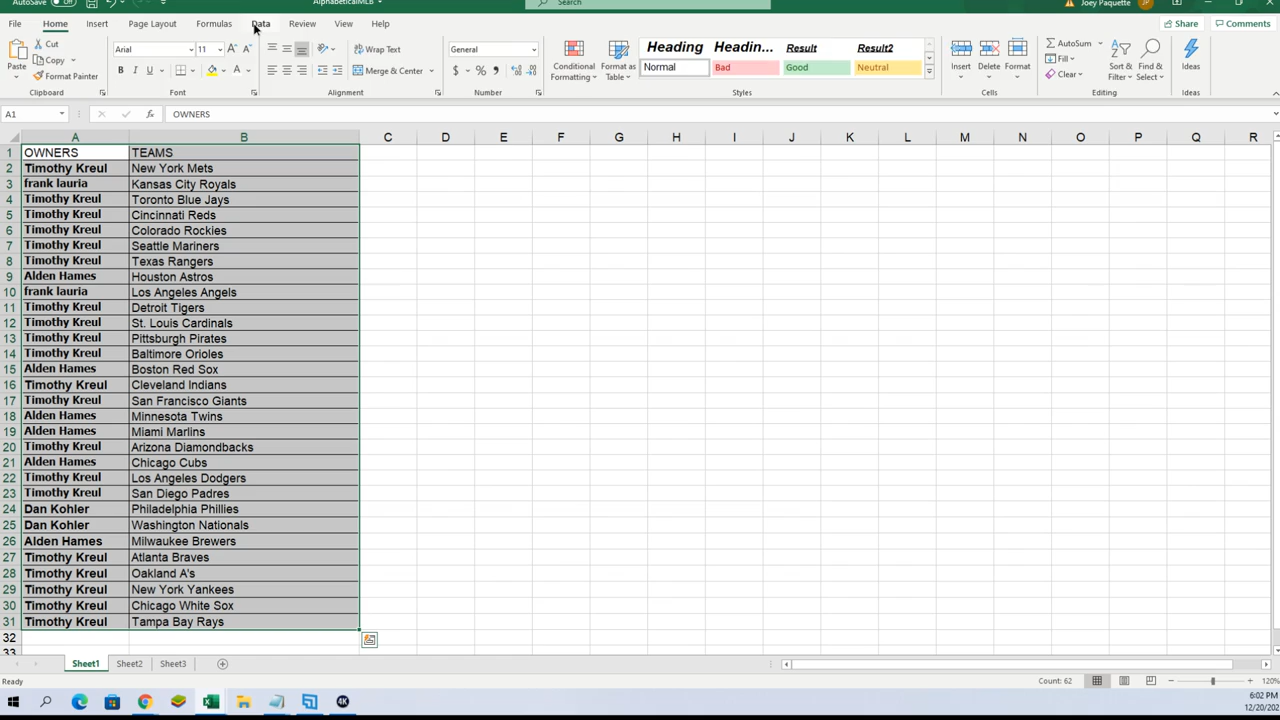 AutoSave Off AlphabeticalMLB Search Joey Paquette JP
File Home Insert Page Layout Formulas Data Review View Help Share Comments
Paste Cut Copy Format Painter Clipboard
Arial 11 A A B I U A Font
Wrap Text Merge & Center Alignment
General $ % , Number
Conditional Formatting Format as Table
Heading Headin... Result Result2
Normal Bad Good Neutral
Styles
Insert Delete Format Cells
AutoSum Fill Clear Sort & Filter Find & Select Editing
Ideas Ideas
A1 fx OWNERS
A B C D E F G H I J K L M N O P Q R
1 OWNERS TEAMS
2 Timothy Kreul New York Mets
3 frank lauria Kansas City Royals
4 Timothy Kreul Toronto Blue Jays
5 Timothy Kreul Cincinnati Reds
6 Timothy Kreul Colorado Rockies
7 Timothy Kreul Seattle Mariners
8 Timothy Kreul Texas Rangers
9 Alden Hames Houston Astros
10 frank lauria Los Angeles Angels
11 Timothy Kreul Detroit Tigers
12 Timothy Kreul St. Louis Cardinals
13 Timothy Kreul Pittsburgh Pirates
14 Timothy Kreul Baltimore Orioles
15 Alden Hames Boston Red Sox
16 Timothy Kreul Cleveland Indians
17 Timothy Kreul San Francisco Giants
18 Alden Hames Minnesota Twins
19 Alden Hames Miami Marlins
20 Timothy Kreul Arizona Diamondbacks
21 Alden Hames Chicago Cubs
22 Timothy Kreul Los Angeles Dodgers
23 Timothy Kreul San Diego Padres
24 Dan Kohler Philadelphia Phillies
25 Dan Kohler Washington Nationals
26 Alden Hames Milwaukee Brewers
27 Timothy Kreul Atlanta Braves
28 Timothy Kreul Oakland A's
29 Timothy Kreul New York Yankees
30 Timothy Kreul Chicago White Sox
31 Timothy Kreul Tampa Bay Rays
32
33
Sheet1 Sheet2 Sheet3
Ready Count: 62 120%
4K 6:02 PM
12/20/202